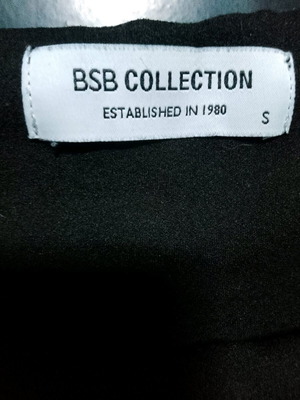 BSB COLLECTION
ESTABLISHED IN 1980
S